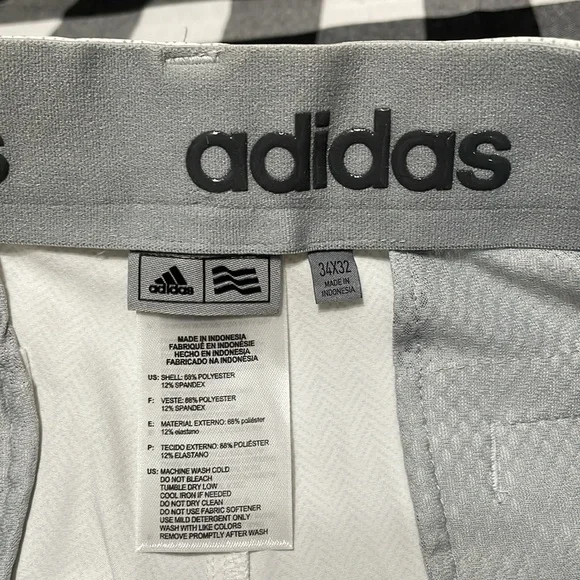 s
adidas
adidas
34X32
MADE IN
INDONESIA
MADE IN INDONESIA
FABRIQUÉ EN INDONÉSIE
HECHO EN INDONESIA
FABRICADO NA INDONÉSIA
US: SHELL: 88% POLYESTER
12% SPANDEX
F: VESTE: 88% POLYESTER
12% SPANDEX
E: MATERIAL EXTERNO: 88% poliéster
12% elastano
P: TECIDO EXTERNO: 88% POLIÉSTER
12% ELASTANO
US: MACHINE WASH COLD
DO NOT BLEACH
TUMBLE DRY LOW
COOL IRON IF NEEDED
DO NOT DRY CLEAN
DO NOT USE FABRIC SOFTENER
USE MILD DETERGENT ONLY
WASH WITH LIKE COLORS
REMOVE PROMPTLY AFTER WASH